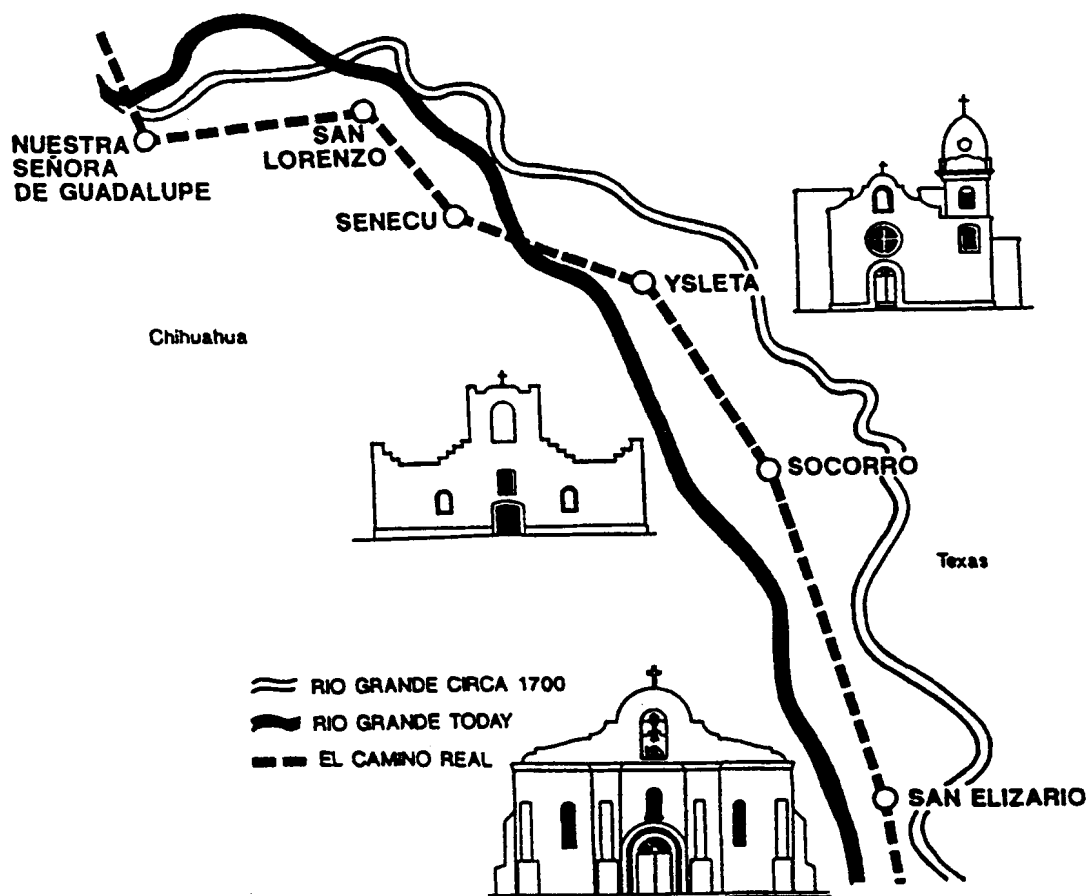 NUESTRA
SEÑORA
DE GUADALUPE
SAN
LORENZO
SENECU
YSLETA
Chihuahua
SOCORRO
Texas
RIO GRANDE CIRCA 1700
RIO GRANDE TODAY
EL CAMINO REAL
SAN ELIZARIO